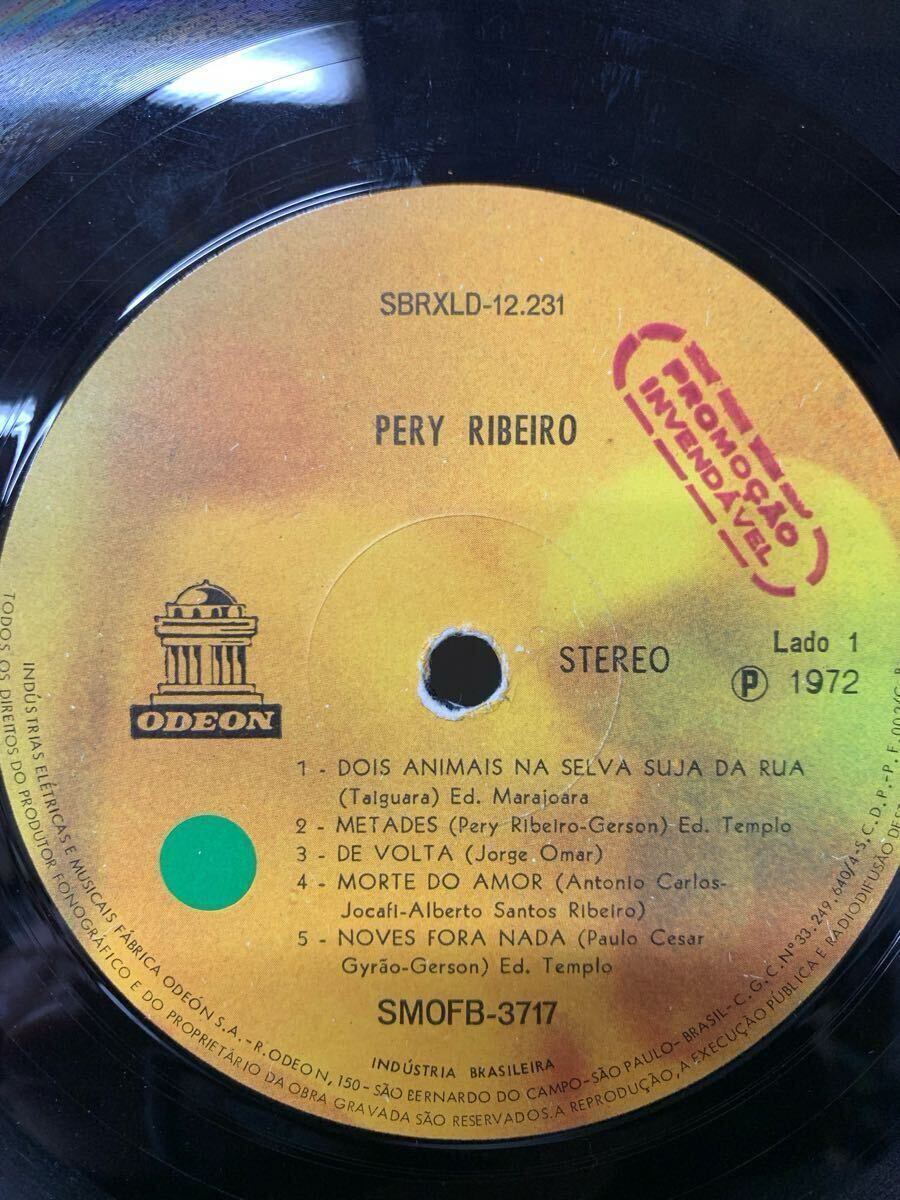 SBRXLD-12.231
PERY RIBEIRO
PROMOÇÃO
INVENDÁVEL
ODEON
STEREO
Lado 1
Ⓟ 1972
1 - DOIS ANIMAIS NA SELVA SUJA DA RUA
(Taiguara) Ed. Marajoára
2 - METADES (Pery Ribeiro-Gerson) Ed. Templo
3 - DE VOLTA (Jorge Omar)
4 - MORTE DO AMOR (Antonio Carlos-
Jocafi-Alberto Santos Ribeiro)
5 - NOVES FORA NADA (Paulo Cesar
Gyrão-Gerson) Ed. Templo
SMOFB-3717
INDÚSTRIA BRASILEIRA
INDÚSTRIAS ELÉTRICAS E MUSICAIS FÁBRICA ODEÓN S.A.-R. ODEON, 150-SÃO BERNARDO DO CAMPO-SÃO PAULO-BRASIL-C.G.C. Nº 33.249.640/4-S.C.D.P.-P.F.
TODOS OS DIREITOS DO PRODUTOR FONOGRÁFICO E DO PROPRIETÁRIO DA OBRA GRAVADA SÃO RESERVADOS. A REPRODUÇÃO, A EXECUÇÃO PÚBLICA E RÁDIODIFUSÃO